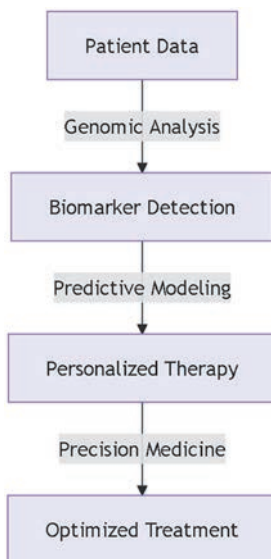 Patient Data
Genomic Analysis
Biomarker Detection
Predictive Modeling
Personalized Therapy
Precision Medicine
Optimized Treatment